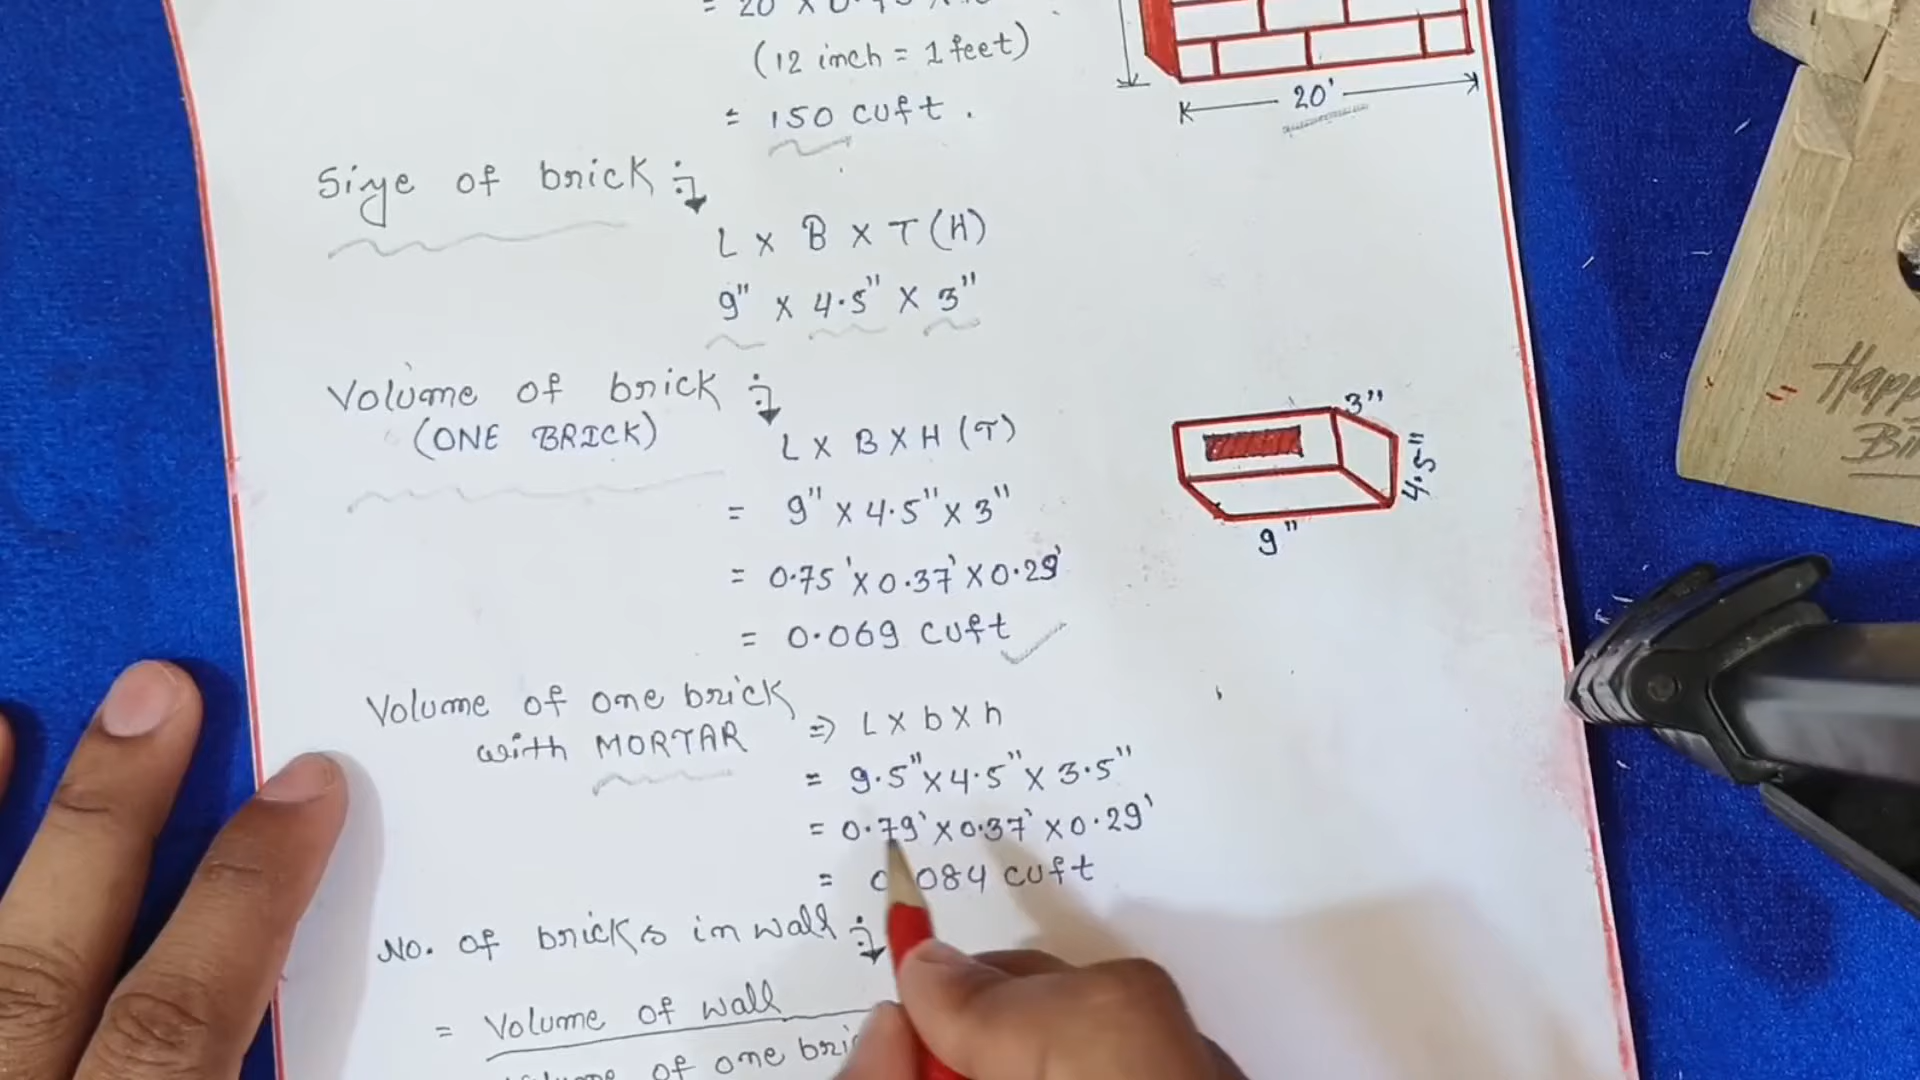 (12 inch = 1 feet)
= 150 cuft.
20'
Size of brick :
L x B x T (H)
9" x 4.5" x 3"
Volume of brick :
(ONE BRICK)
L x B x H (T)
= 9" x 4.5" x 3"
= 0.75' x 0.37' x 0.29'
= 0.069 cuft
3"
4.5"
9"
Volume of one brick
with MORTAR
⇒ L x b x h
= 9.5" x 4.5" x 3.5"
= 0.79' x 0.37' x 0.29'
= 084 cuft
No. of bricks in wall :
= Volume of wall
of one